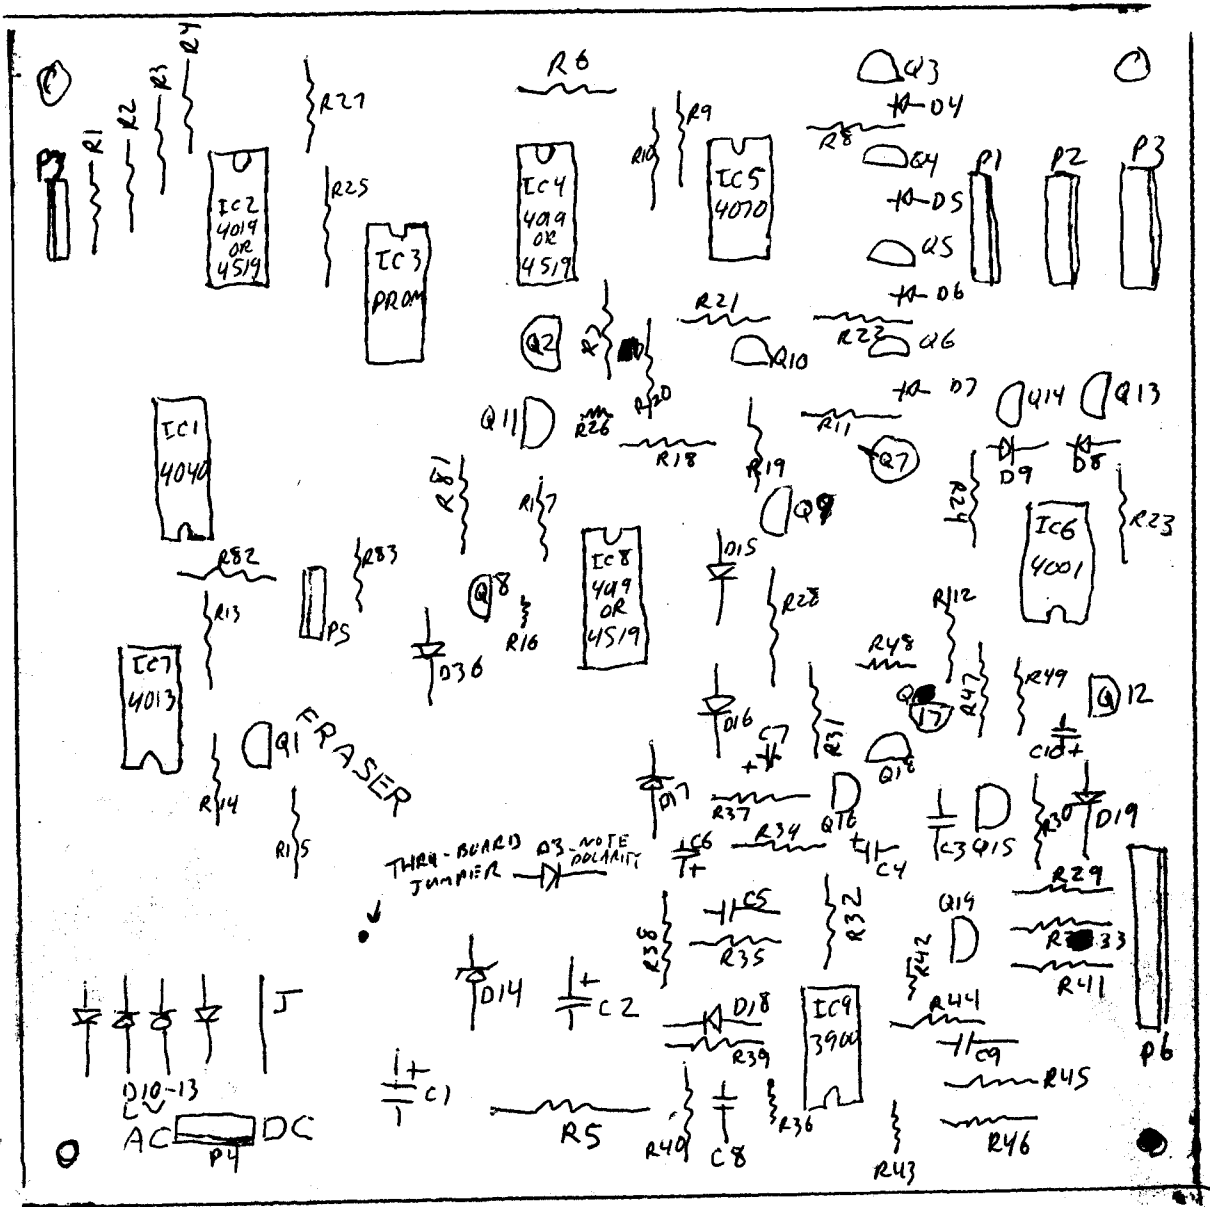 R4
R3
R2
R1
P7
R27
R6
R9
R10
Q3
D4
R8
Q4
D5
Q5
D6
P1
P2
P3
IC2
4019
OR
4519
R25
IC3
PROM
IC4
4019
OR
4519
IC5
4070
R21
R22
Q6
Q2
R7
R20
Q10
D7
Q14
Q13
IC1
4040
Q11
R26
R18
R19
R11
Q7
D9
D8
R81
R17
Q9
R24
IC6
4001
R23
R82
R83
R13
P5
Q8
R16
D36
IC8
4019
OR
4519
D15
R28
R12
R48
R47
R49
Q12
IC7
4013
Q1
FRASER
D16
C7
+
R31
Q
17
Q18
C10
+
R14
R15
D17
R37
Q16
R34
C3
Q15
R30
D19
THRU-BOARD
JUMPER
D3-NOTE
POLARITY
C6
+
+
C4
R29
C5
R38
R35
R32
Q19
R42
R33
R41
D14
+
C2
D18
R39
IC9
3900
R44
C9
R45
P6
J
D10-13
AC
DC
P4
+
C1
R5
R40
C8
R36
R43
R46